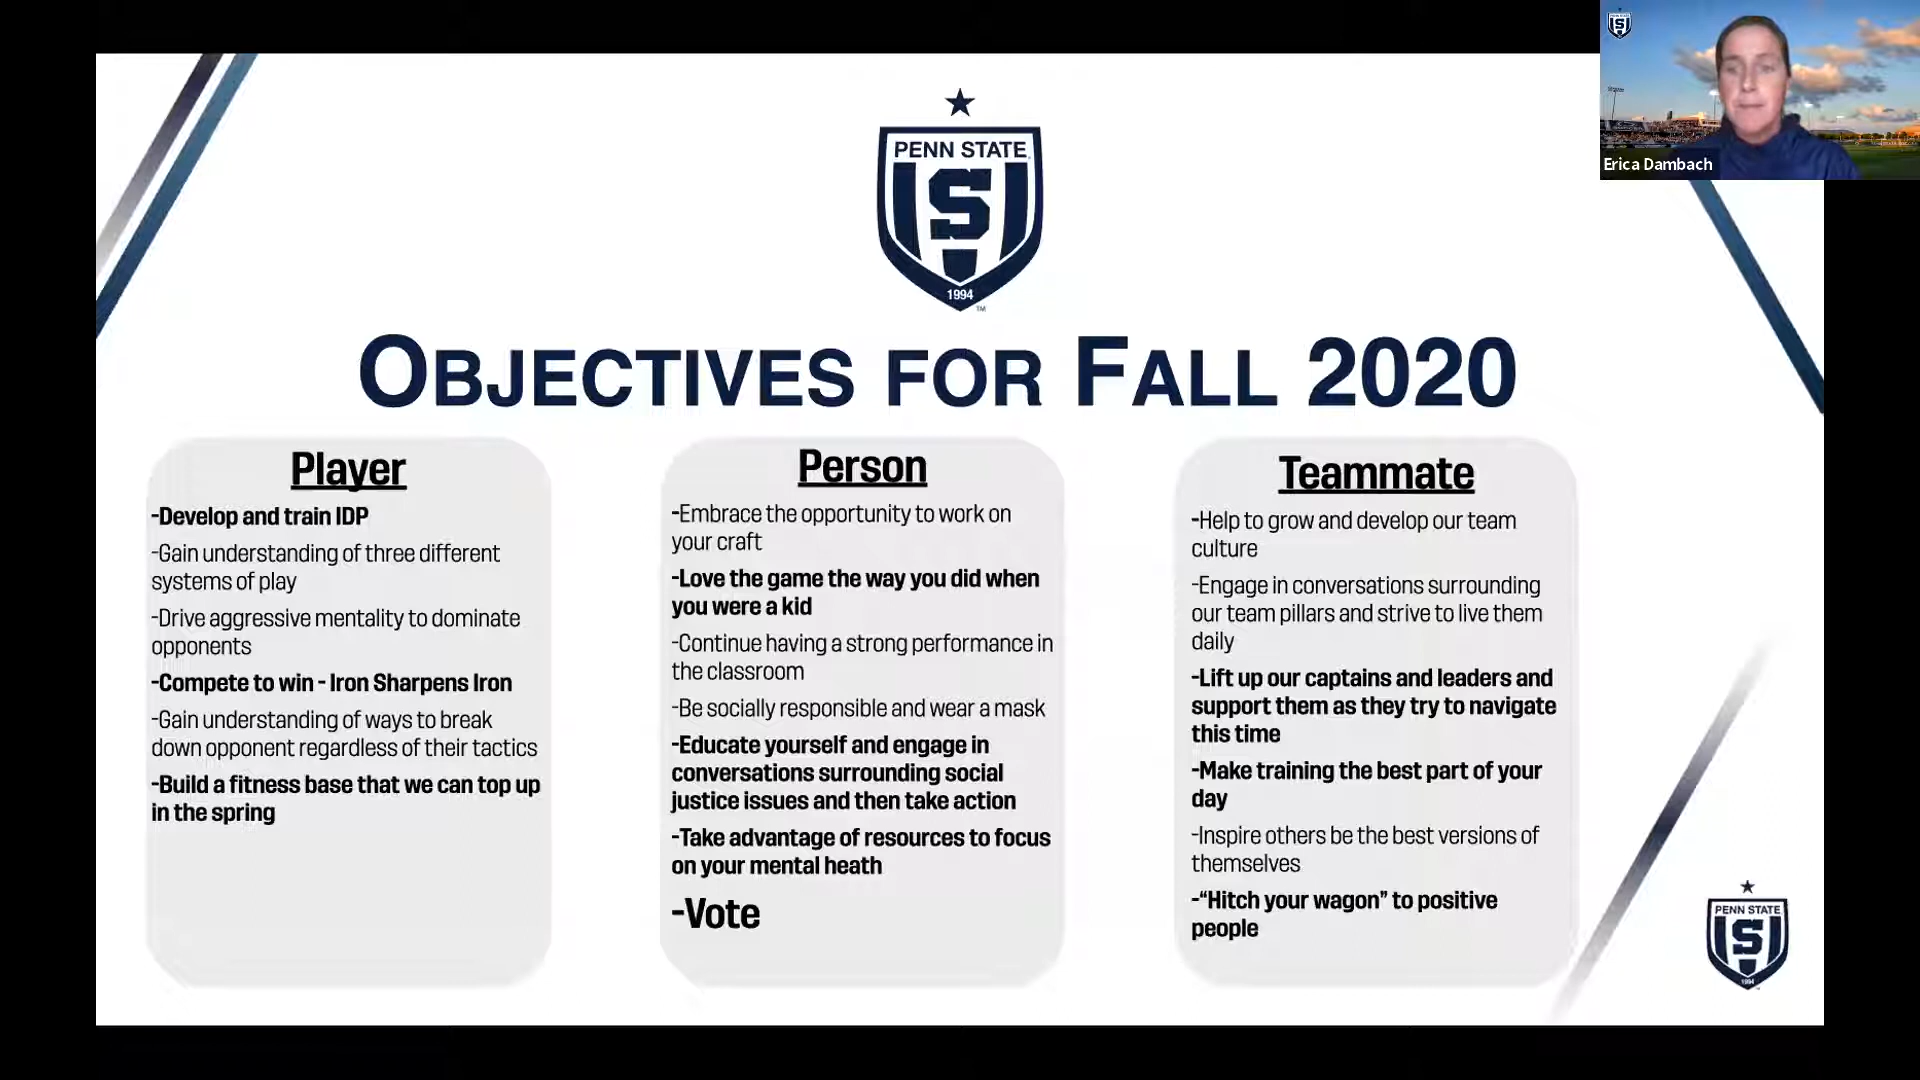 PENN STATE
S
1994
TM
Erica Dambach
OBJECTIVES FOR FALL 2020
Player
-Develop and train IDP
-Gain understanding of three different
systems of play
-Drive aggressive mentality to dominate
opponents
-Compete to win - Iron Sharpens Iron
-Gain understanding of ways to break
down opponent regardless of their tactics
-Build a fitness base that we can top up
in the spring
Person
-Embrace the opportunity to work on
your craft
-Love the game the way you did when
you were a kid
-Continue having a strong performance in
the classroom
-Be socially responsible and wear a mask
-Educate yourself and engage in
conversations surrounding social
justice issues and then take action
-Take advantage of resources to focus
on your mental heath
-Vote
Teammate
-Help to grow and develop our team
culture
-Engage in conversations surrounding
our team pillars and strive to live them
daily
-Lift up our captains and leaders and
support them as they try to navigate
this time
-Make training the best part of your
day
-Inspire others be the best versions of
themselves
-“Hitch your wagon” to positive
people
PENN STATE
S
1994